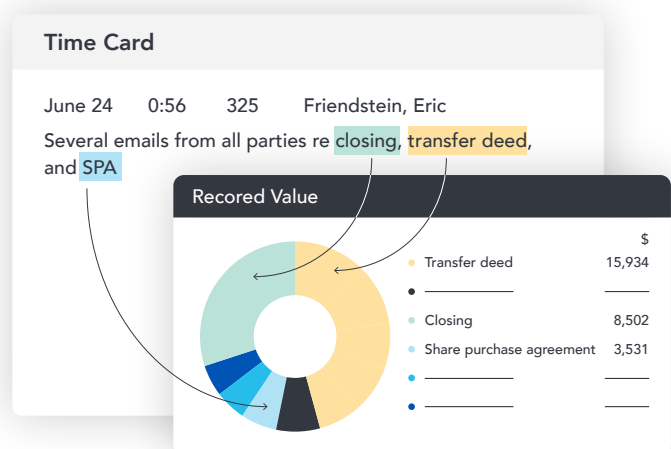 Time Card
June 24 0:56 325 Friendstein, Eric
Several emails from all parties re closing, transfer deed,
and SPA
Recored Value
$
Transfer deed 15,934
Closing 8,502
Share purchase agreement 3,531